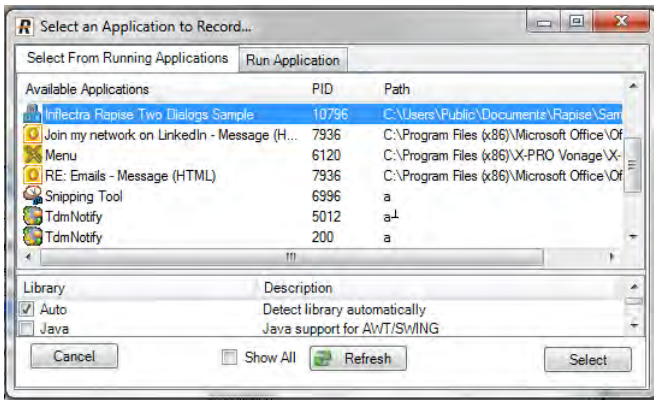 Select an Application to Record...
Select From Running Applications Run Application
Available Applications PID Path
Inflectra Rapise Two Dialogs Sample 10796 C:\Users\Public\Documents\Rapise\Sam
Join my network on LinkedIn - Message (H... 7936 C:\Program Files (x86)\Microsoft Office\Of
Menu 6120 C:\Program Files (x86)\X-PRO Vonage\X-
RE: Emails - Message (HTML) 7936 C:\Program Files (x86)\Microsoft Office\Of
Snipping Tool 6996 a
TdmNotify 5012 a┴
TdmNotify 200 a
Library Description
Auto Detect library automatically
Java Java support for AWT/SWING
Cancel Show All Refresh Select